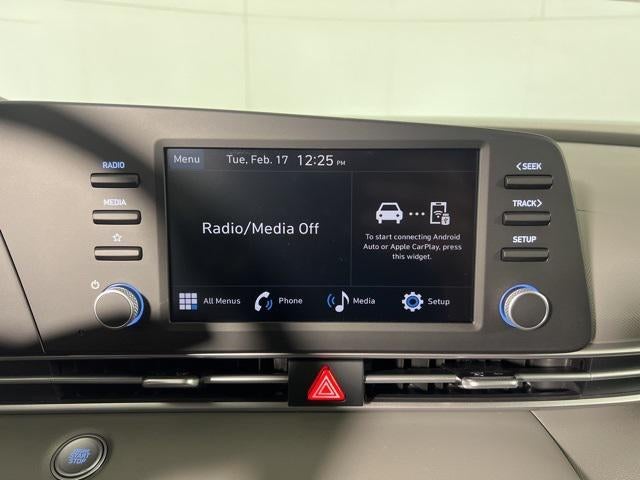 RADIO
MEDIA
Menu Tue, Feb. 17 12:25 PM
Radio/Media Off
To start connecting Android
Auto or Apple CarPlay, press
this widget.
All Menus Phone Media Setup
<SEEK
TRACK>
SETUP
START
STOP